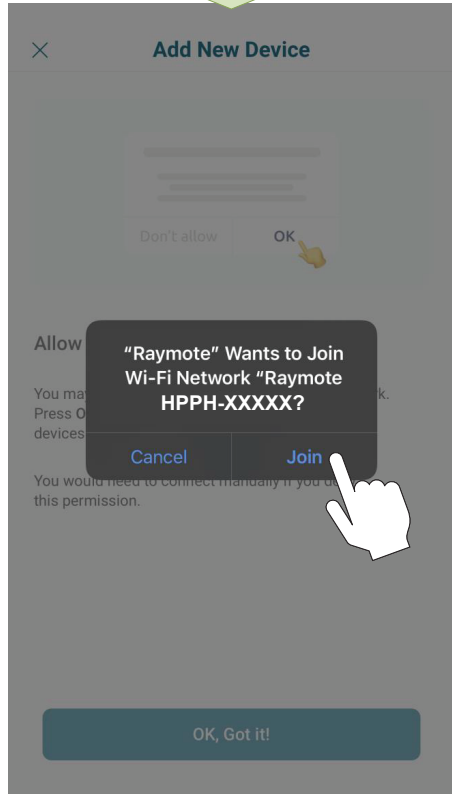 Add New Device
Don't allow
OK
Allow
"Raymote" Wants to Join
Wi-Fi Network "Raymote
HPPH-XXXXX?
Cancel
Join
You ma
k.
Press O
devices
You would need to connect manually if you de
this permission.
OK, Got it!